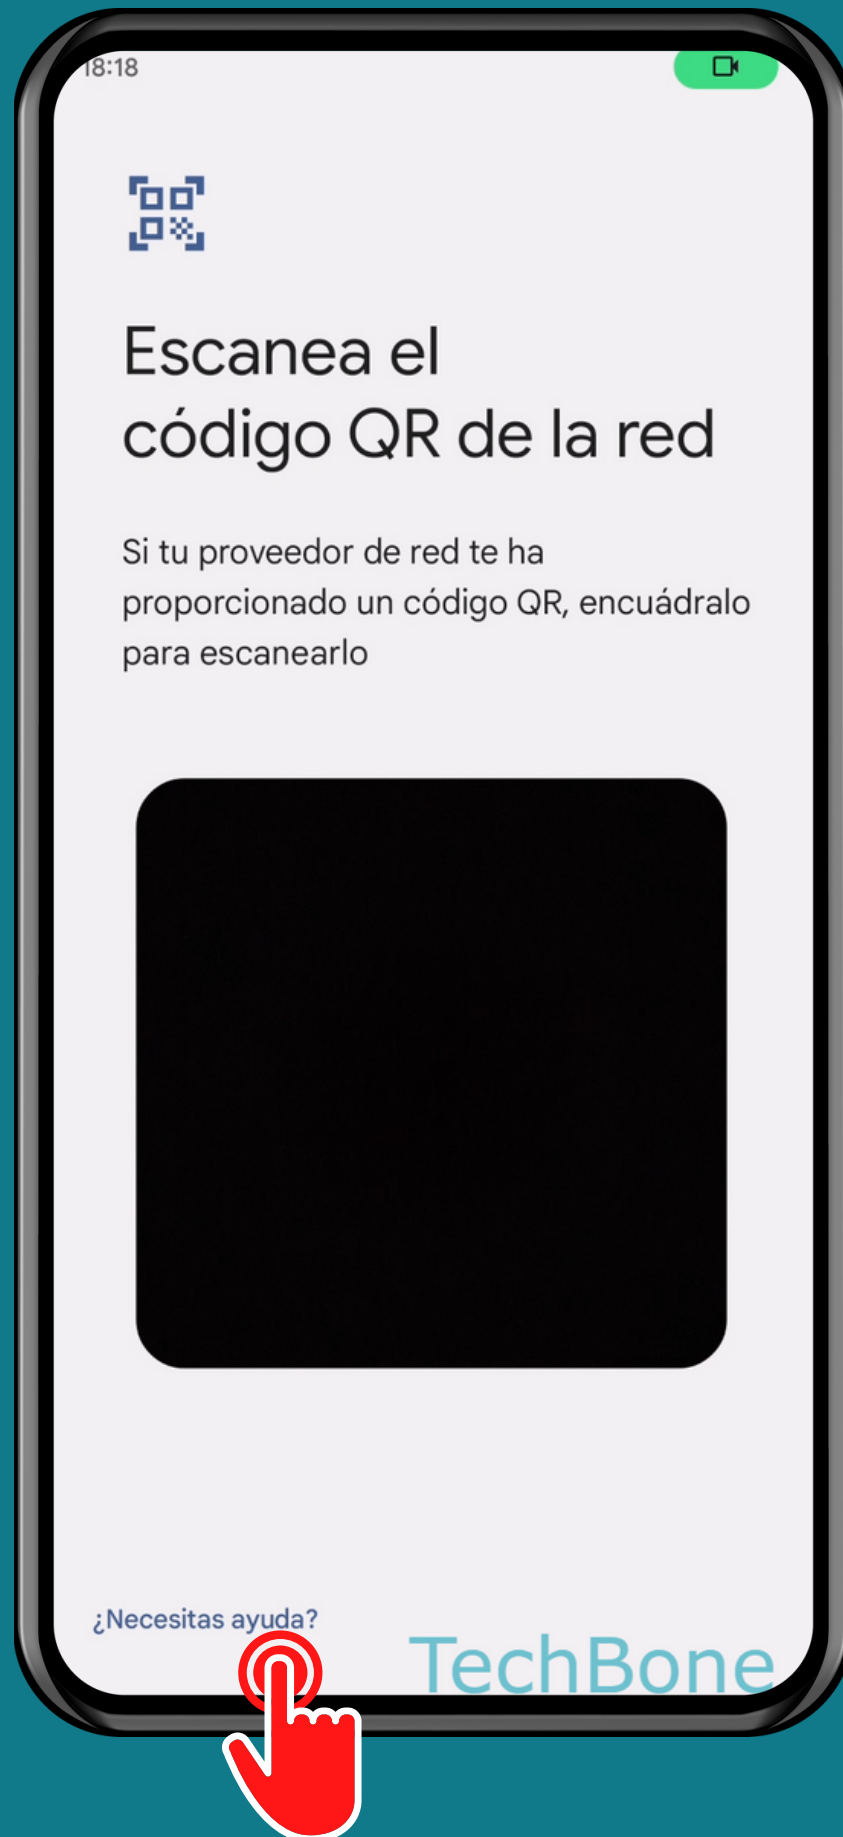 18:18
Escanea el
código QR de la red
Si tu proveedor de red te ha
proporcionado un código QR, encuádralo
para escanearlo
¿Necesitas ayuda?
TechBone